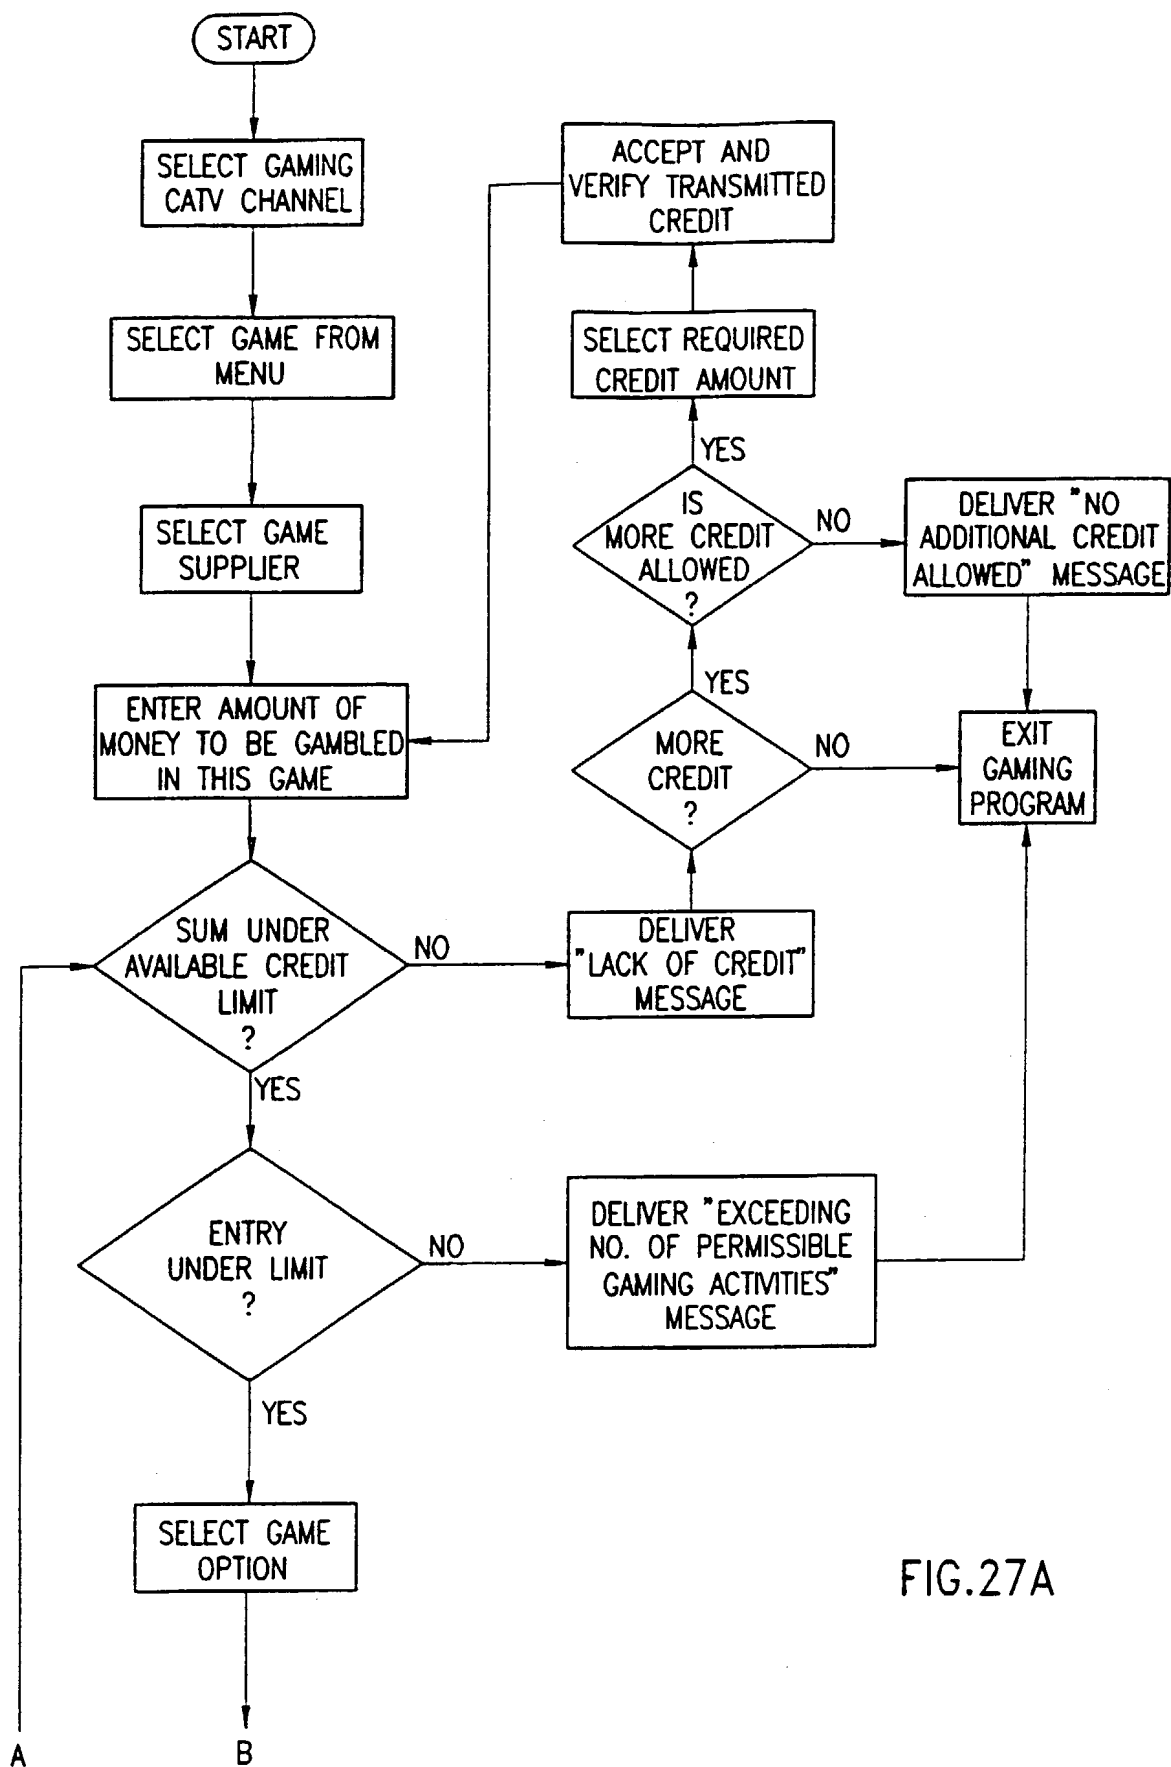 START
SELECT GAMING
CATV CHANNEL
SELECT GAME FROM
MENU
SELECT GAME
SUPPLIER
ENTER AMOUNT OF
MONEY TO BE GAMBLED
IN THIS GAME
SUM UNDER
AVAILABLE CREDIT
LIMIT
?
NO
YES
ENTRY
UNDER LIMIT
?
NO
YES
SELECT GAME
OPTION
A
B
ACCEPT AND
VERIFY TRANSMITTED
CREDIT
SELECT REQUIRED
CREDIT AMOUNT
YES
IS
MORE CREDIT
ALLOWED
?
NO
DELIVER "NO
ADDITIONAL CREDIT
ALLOWED" MESSAGE
YES
MORE
CREDIT
?
NO
EXIT
GAMING
PROGRAM
DELIVER
"LACK OF CREDIT"
MESSAGE
DELIVER "EXCEEDING
NO. OF PERMISSIBLE
GAMING ACTIVITIES"
MESSAGE
FIG.27A